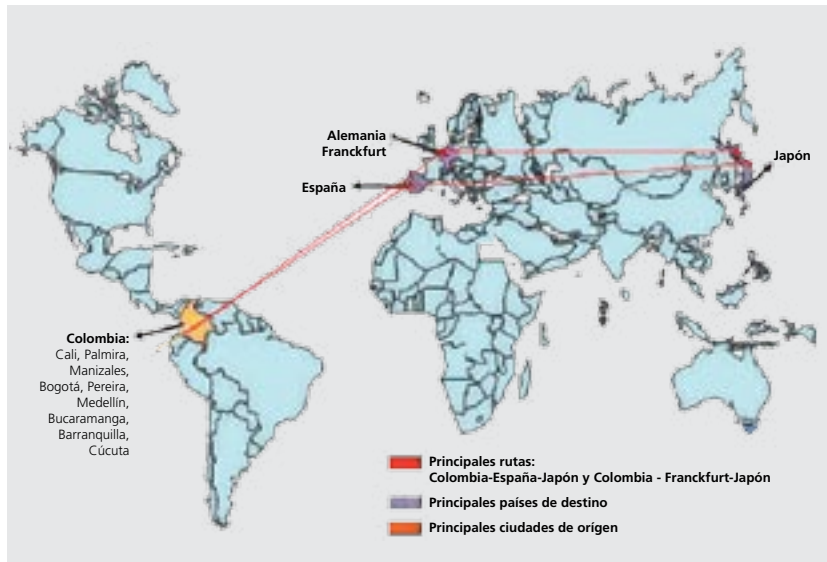 Alemania
Franckfurt
Japón
España
Colombia:
Cali, Palmira,
Manizales,
Bogotá, Pereira,
Medellín,
Bucaramanga,
Barranquilla,
Cúcuta
Principales rutas:
Colombia-España-Japón y Colombia - Franckfurt-Japón
Principales países de destino
Principales ciudades de orígen